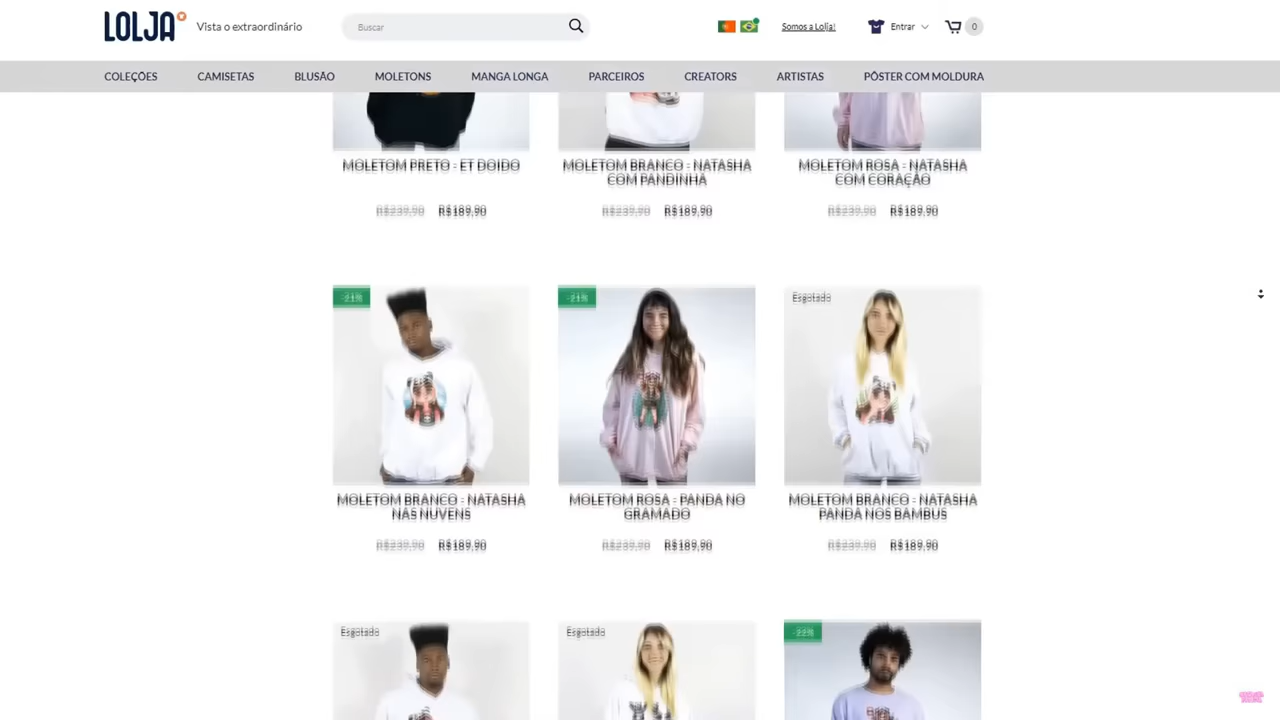 LOLJA
Vista o extraordinário
Buscar
Somos a Lolja!
Entrar
0
COLEÇÕES CAMISETAS BLUSÃO MOLETONS MANGA LONGA PARCEIROS CREATORS ARTISTAS PÔSTER COM MOLDURA
MOLETOM PRETO - ET DOIDO
R$239,90 R$189,90
MOLETOM BRANCO - NATASHA
COM PANDINHA
R$239,90 R$189,90
MOLETOM ROSA - NATASHA
COM CORAÇÃO
R$239,90 R$189,90
-21%
MOLETOM BRANCO - NATASHA
NAS NUVENS
R$239,90 R$189,90
-21%
MOLETOM ROSA - PANDA NO
GRAMADO
R$239,90 R$189,90
Esgotado
MOLETOM BRANCO - NATASHA
PANDA NOS BAMBUS
R$239,90 R$189,90
Esgotado
Esgotado
-22%